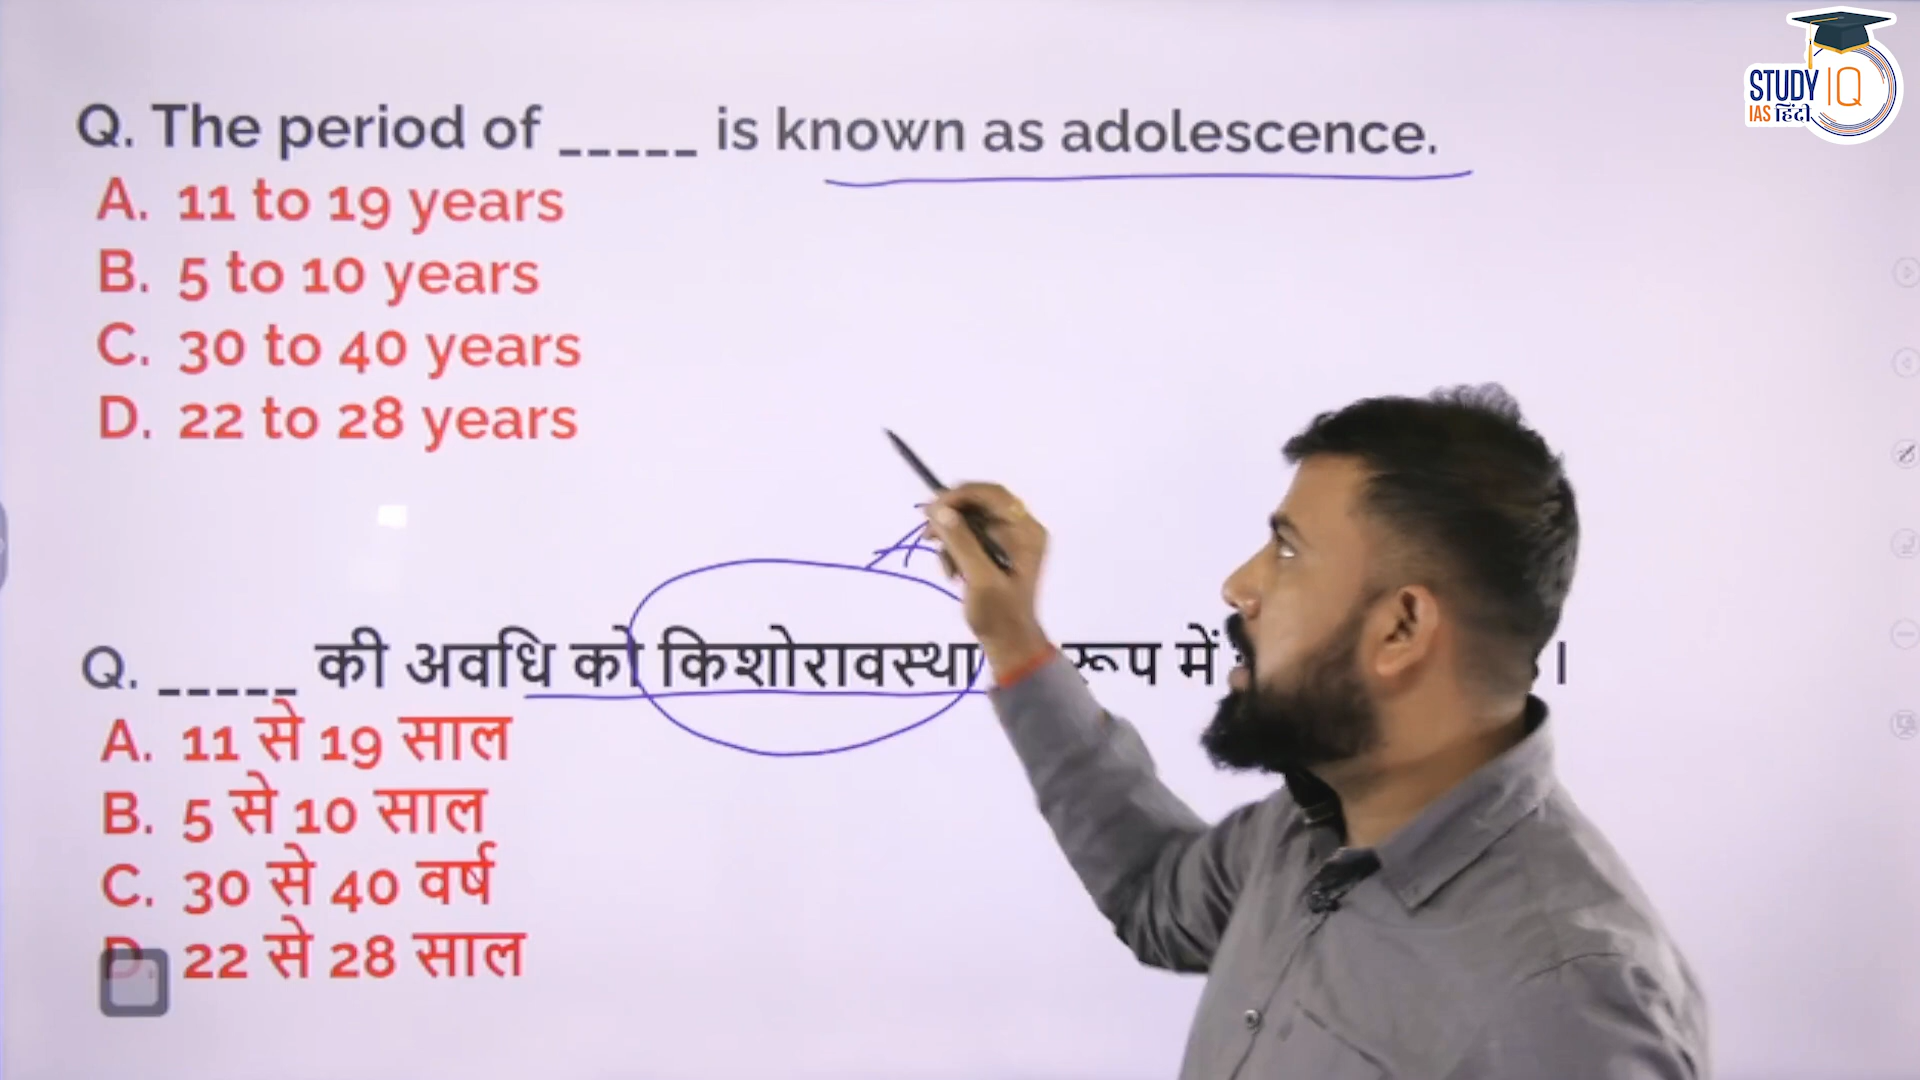 STUDY IQ
IAS हिंदी
Q. The period of _____ is known as adolescence.
A. 11 to 19 years
B. 5 to 10 years
C. 30 to 40 years
D. 22 to 28 years
A
Q. _____ की अवधि को किशोरावस्था रूप में ।
A. 11 से 19 साल
B. 5 से 10 साल
C. 30 से 40 वर्ष
D. 22 से 28 साल